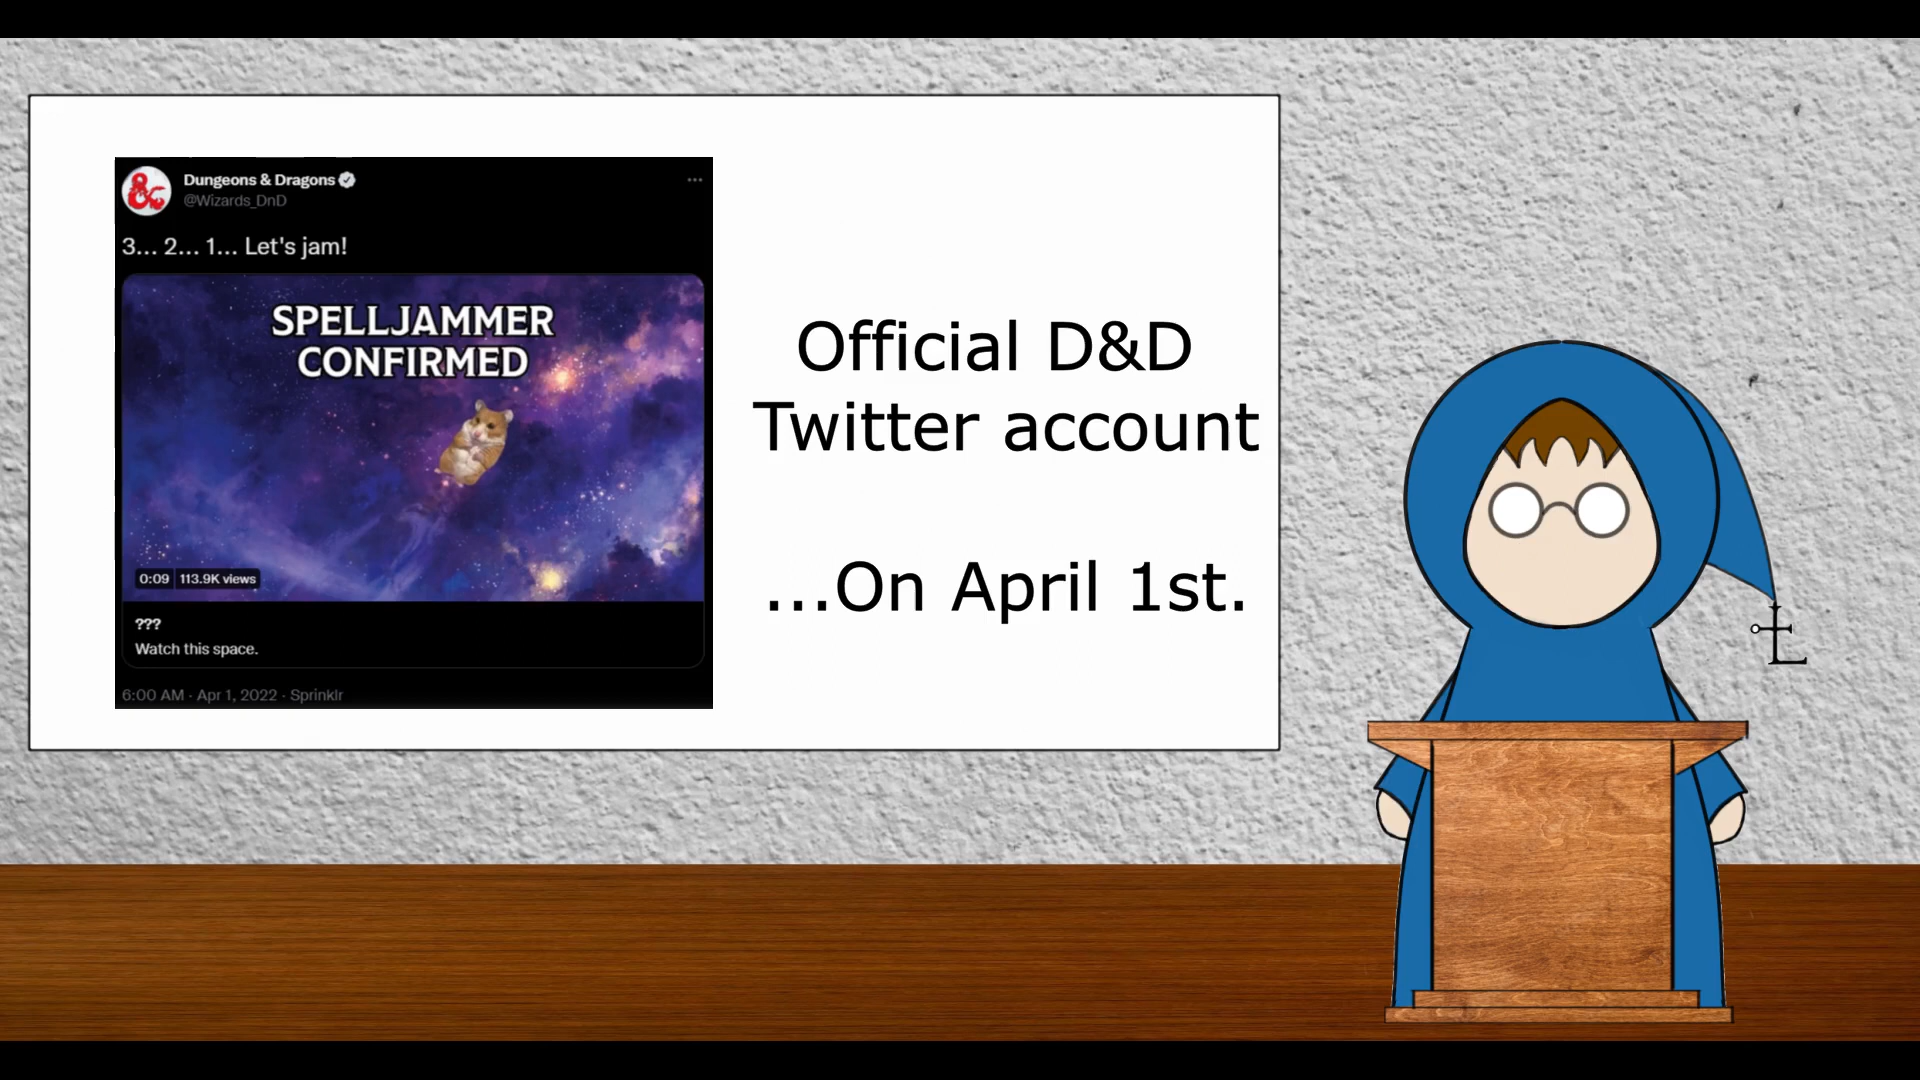 Dungeons & Dragons
@Wizards_DnD
3... 2... 1... Let's jam!
SPELLJAMMER
CONFIRMED
0:09 113.9K views
???
Watch this space.
6:00 AM · Apr 1, 2022 · Sprinklr
Official D&D
Twitter account
...On April 1st.